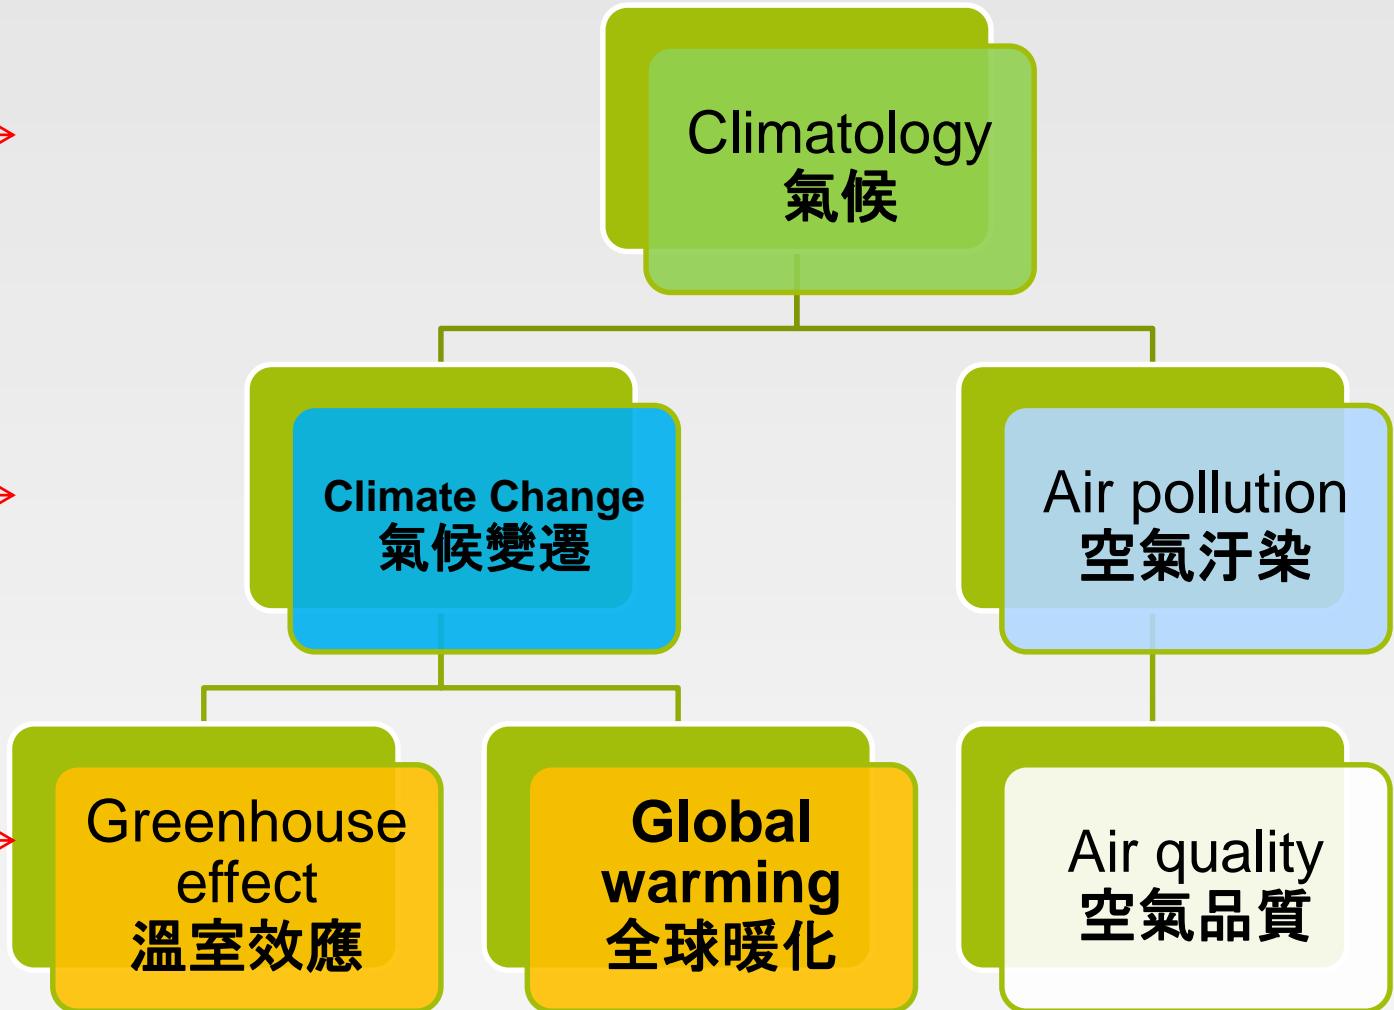 Climatology
氣候
Climate Change
氣候變遷
Air pollution
空氣汙染
Greenhouse
effect
溫室效應
Global
warming
全球暖化
Air quality
空氣品質